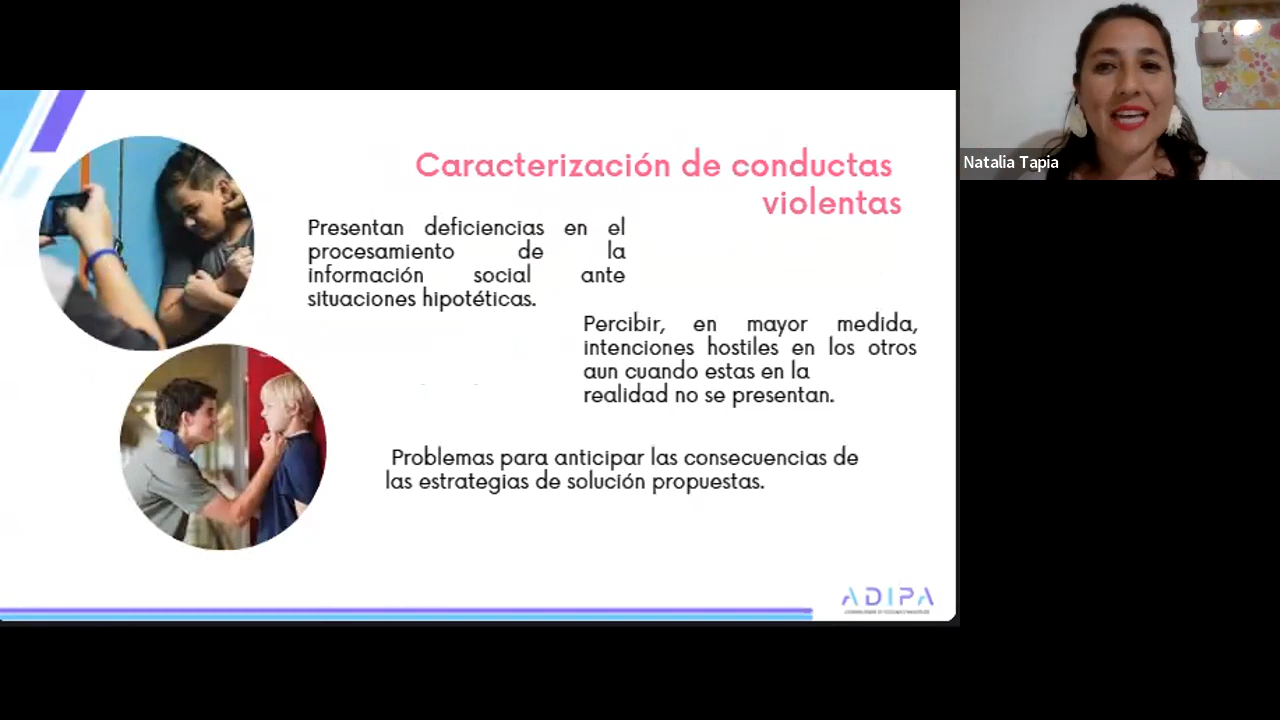 Caracterización de conductas
violentas
Presentan deficiencias en el
procesamiento de la
información social ante
situaciones hipotéticas.
Percibir, en mayor medida,
intenciones hostiles en los otros
aun cuando estas en la
realidad no se presentan.
Problemas para anticipar las consecuencias de
las estrategias de solución propuestas.
ADIPA
Natalia Tapia